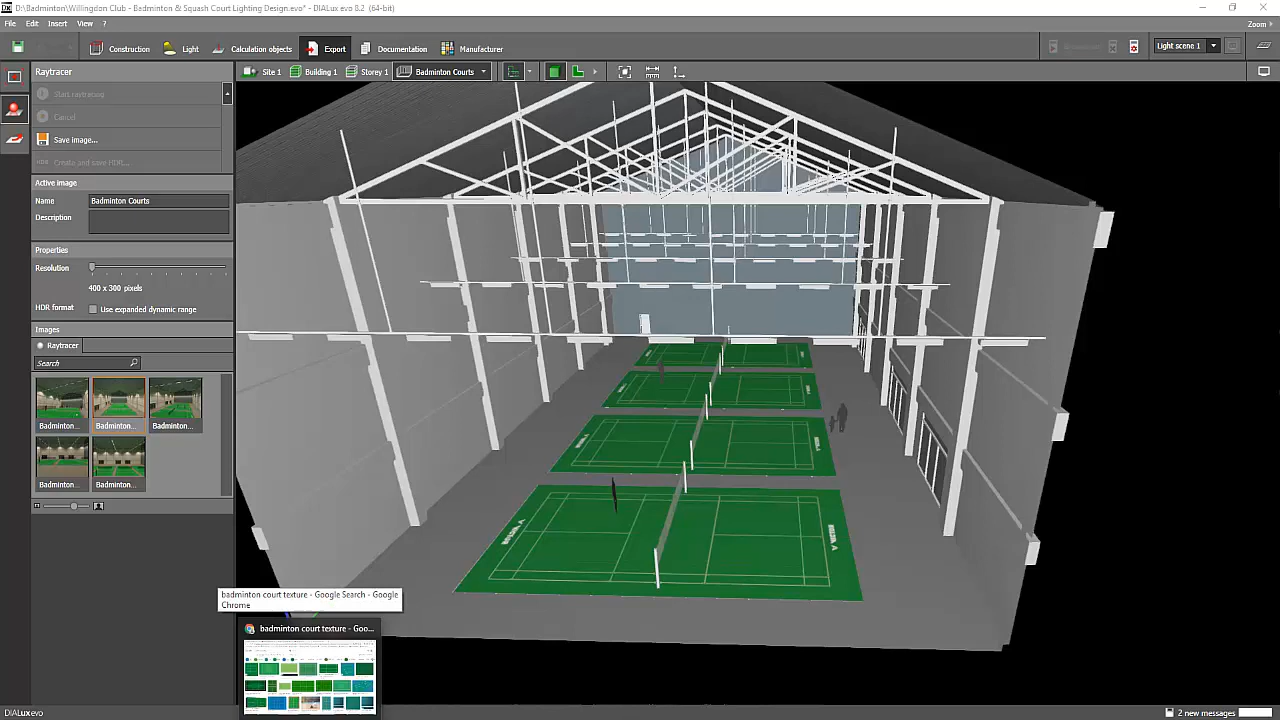 D:\Badminton\Willingdon Club - Badminton & Squash Court Lighting Design.evo* - DIALux evo 8.2 (64-bit)
File Edit Insert View ?
Zoom
Construction Light Calculation objects Export Documentation Manufacturer
Light scene 1
Raytracer
Site 1 Building 1 Storey 1 Badminton Courts
Start raytracing
Cancel
Save image...
Create and save HDRI...
Active image
Name Badminton Courts
Description
Properties
Resolution
400 x 300 pixels
HDR format Use expanded dynamic range
Images
Raytracer
Search
Badminton... Badminton... Badminton...
Badminton... Badminton...
badminton court texture - Google Search - Google
Chrome
badminton court texture - Goo...
DIALux evo
2 new messages